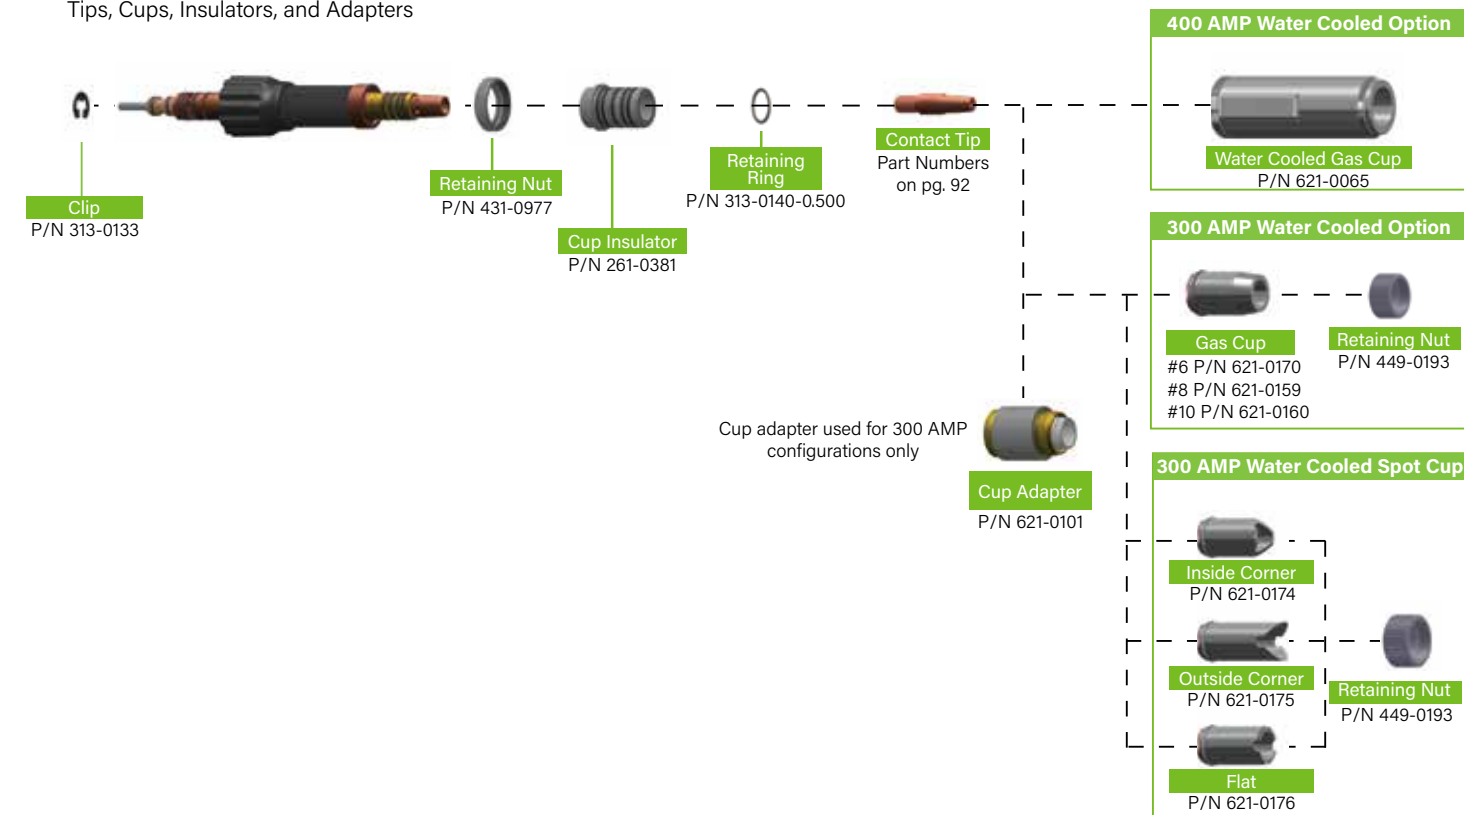 Tips, Cups, Insulators, and Adapters
Clip
P/N 313-0133
Retaining Nut
P/N 431-0977
Cup Insulator
P/N 261-0381
Retaining
Ring
P/N 313-0140-0.500
Contact Tip
Part Numbers
on pg. 92
400 AMP Water Cooled Option
Water Cooled Gas Cup
P/N 621-0065
300 AMP Water Cooled Option
Gas Cup
#6 P/N 621-0170
#8 P/N 621-0159
#10 P/N 621-0160
Retaining Nut
P/N 449-0193
Cup adapter used for 300 AMP
configurations only
Cup Adapter
P/N 621-0101
300 AMP Water Cooled Spot Cup
Inside Corner
P/N 621-0174
Outside Corner
P/N 621-0175
Flat
P/N 621-0176
Retaining Nut
P/N 449-0193